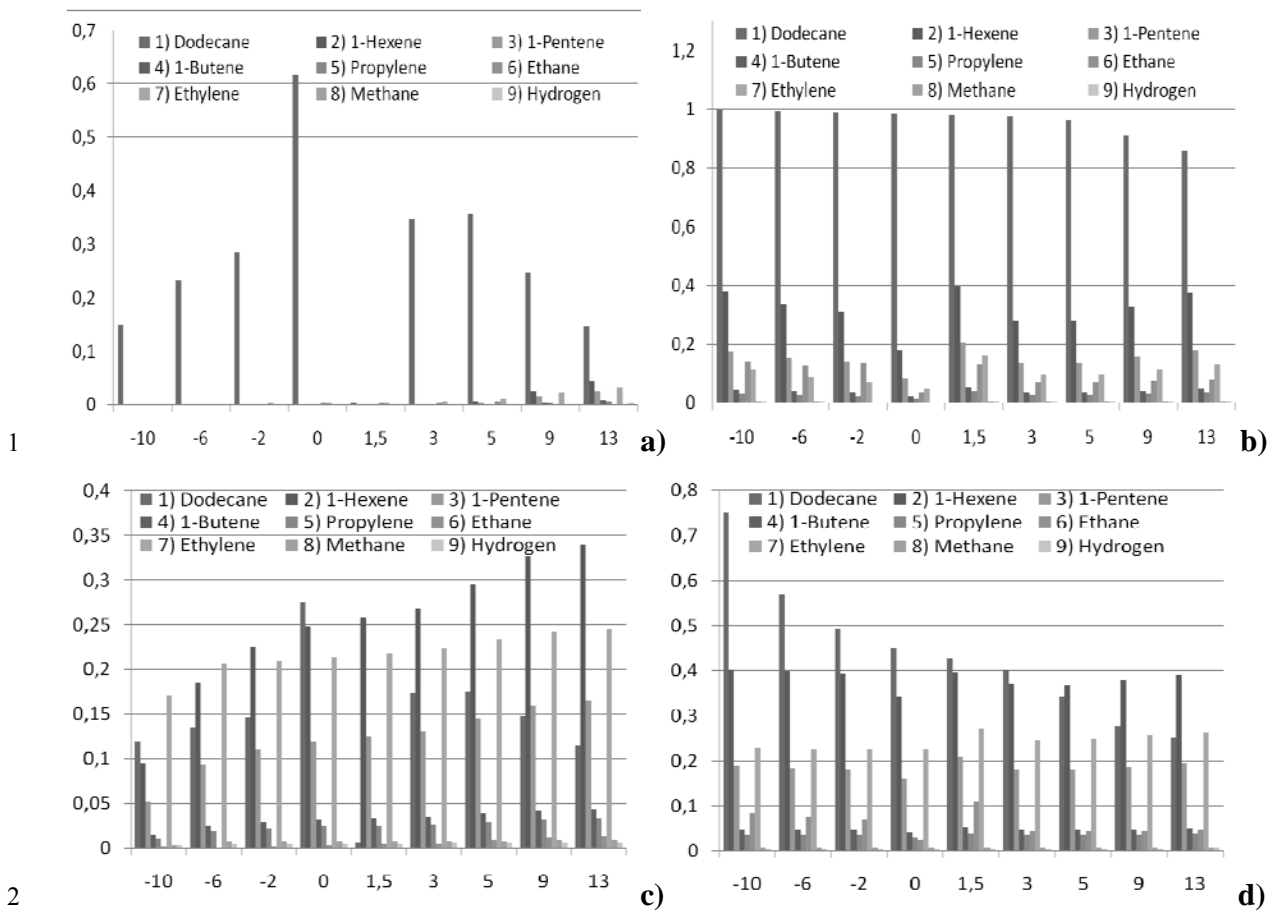 0,7
1) Dodecane 2) 1-Hexene 3) 1-Pentene
4) 1-Butene 5) Propylene 6) Ethane
7) Ethylene 8) Methane 9) Hydrogen
0,6
0,5
0,4
0,3
0,2
0,1
0
-10 -6 -2 0 1,5 3 5 9 13
1 a)
1,2
1) Dodecane 2) 1-Hexene 3) 1-Pentene
4) 1-Butene 5) Propylene 6) Ethane
7) Ethylene 8) Methane 9) Hydrogen
1
0,8
0,6
0,4
0,2
0
-10 -6 -2 0 1,5 3 5 9 13
b)
0,4
1) Dodecane 2) 1-Hexene 3) 1-Pentene
4) 1-Butene 5) Propylene 6) Ethane
7) Ethylene 8) Methane 9) Hydrogen
0,35
0,3
0,25
0,2
0,15
0,1
0,05
0
-10 -6 -2 0 1,5 3 5 9 13
2 c)
0,8
1) Dodecane 2) 1-Hexene 3) 1-Pentene
4) 1-Butene 5) Propylene 6) Ethane
7) Ethylene 8) Methane 9) Hydrogen
0,7
0,6
0,5
0,4
0,3
0,2
0,1
0
-10 -6 -2 0 1,5 3 5 9 13
d)